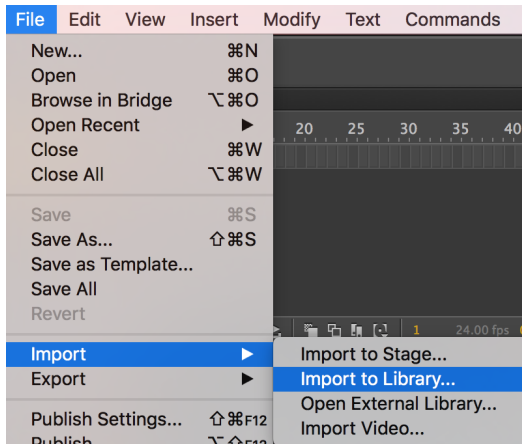 File Edit View Insert Modify Text Commands
New... ⌘N
Open ⌘O
Browse in Bridge ⌥⌘O
20 25 30 35 40
Open Recent ▶
Close ⌘W
Close All ⌥⌘W
Save ⌘S
Save As... ⇧⌘S
Save as Template...
Save All
Revert
1 24.00 fps
Import ▶
Import to Stage...
Export ▶
Import to Library...
Open External Library...
Publish Settings... ⇧⌘F12
Import Video...
Publish ⌥⇧F12